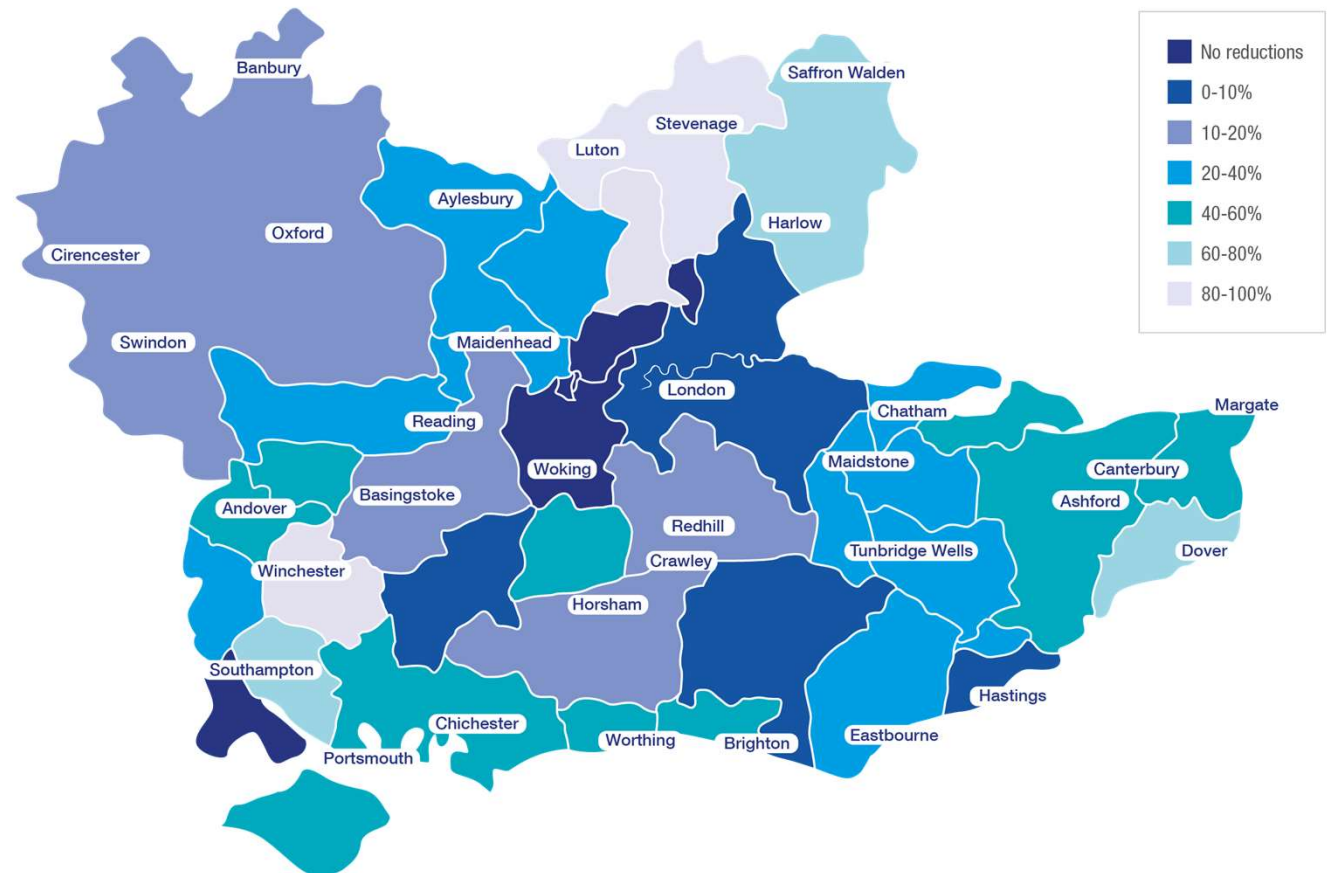 Banbury
Saffron Walden
Stevenage
Luton
Aylesbury
Harlow
Oxford
Cirencester
Swindon
Maidenhead
London
Chatham
Margate
Reading
Maidstone
Canterbury
Woking
Basingstoke
Ashford
Andover
Redhill
Tunbridge Wells
Dover
Crawley
Winchester
Horsham
Southampton
Hastings
Chichester
Eastbourne
Worthing
Brighton
Portsmouth
No reductions
0-10%
10-20%
20-40%
40-60%
60-80%
80-100%